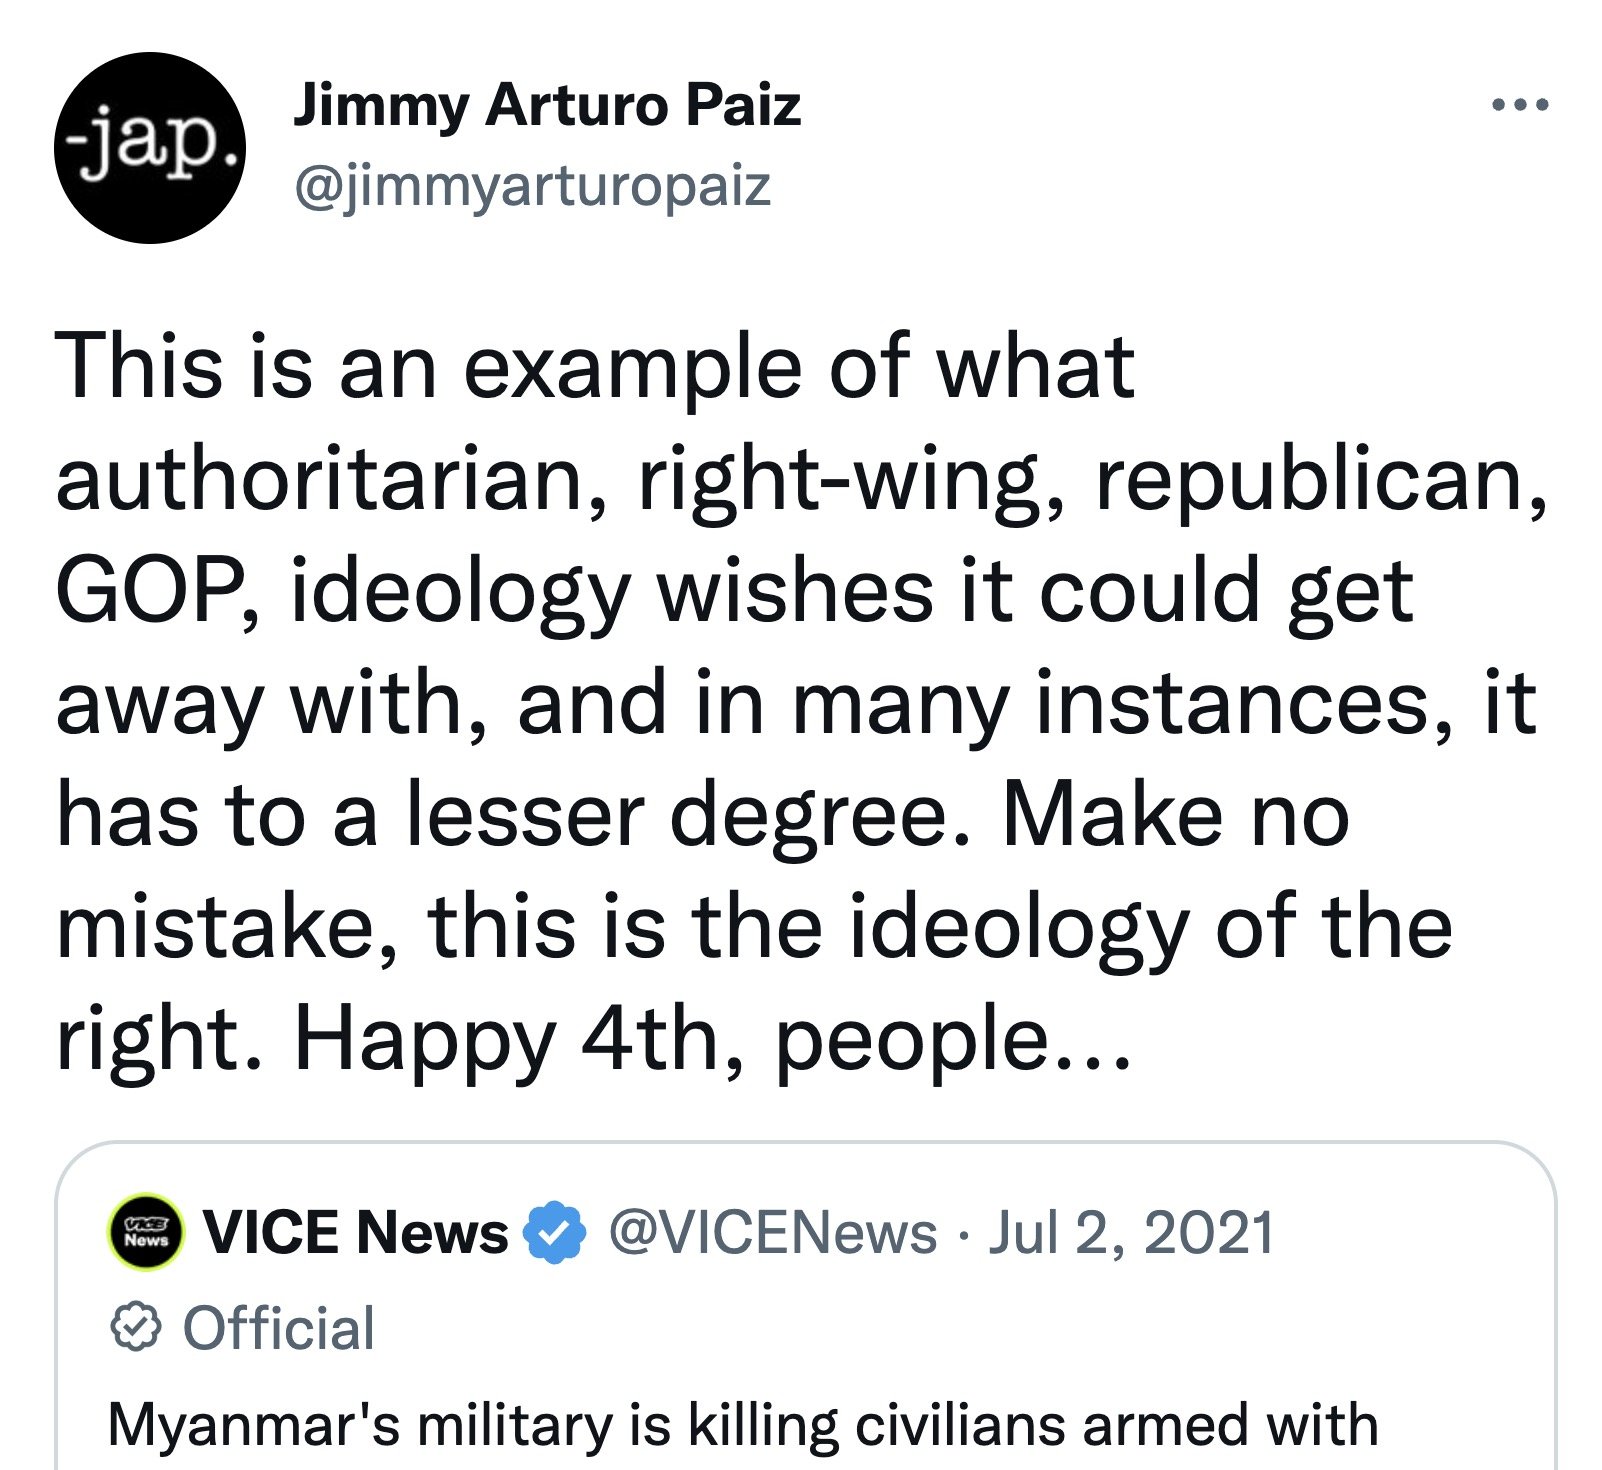 -jap.
Jimmy Arturo Paiz
@jimmyarturopaiz
This is an example of what
authoritarian, right-wing, republican,
GOP, ideology wishes it could get
away with, and in many instances, it
has to a lesser degree. Make no
mistake, this is the ideology of the
right. Happy 4th, people...
VICE
News
VICE News @VICENews · Jul 2, 2021
Official
Myanmar's military is killing civilians armed with